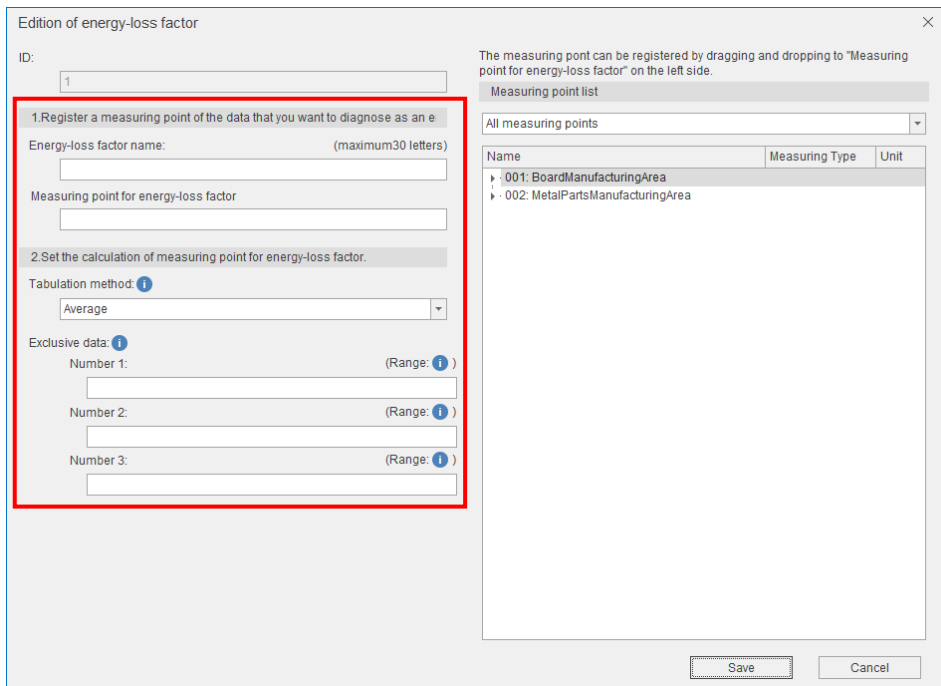 Edition of energy-loss factor
ID:
1
1.Register a measuring point of the data that you want to diagnose as an e
Energy-loss factor name:
(maximum30 letters)
Measuring point for energy-loss factor
2.Set the calculation of measuring point for energy-loss factor.
Tabulation method: i
Average
Exclusive data: i
Number 1:
(Range: i )
Number 2:
(Range: i )
Number 3:
(Range: i )
The measuring pont can be registered by dragging and dropping to "Measuring
point for energy-loss factor" on the left side.
Measuring point list
All measuring points
Name Measuring Type Unit
001: BoardManufacturingArea
002: MetalPartsManufacturingArea
Save Cancel